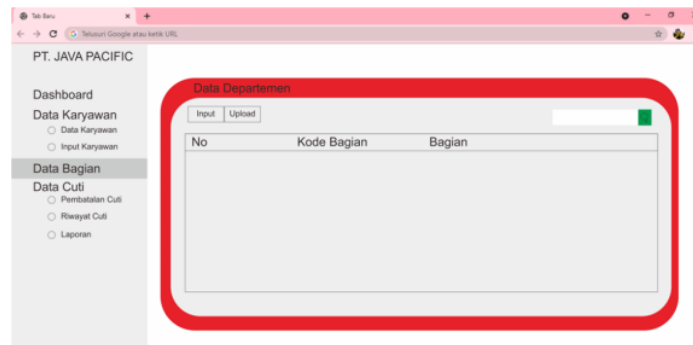 Tab Baru
Telusuri Google atau ketik URL
PT. JAVA PACIFIC
Dashboard
Data Karyawan
Data Karyawan
Input Karyawan
Data Bagian
Data Cuti
Pembatalan Cuti
Riwayat Cuti
Laporan
Data Departemen
Input Upload
No Kode Bagian Bagian